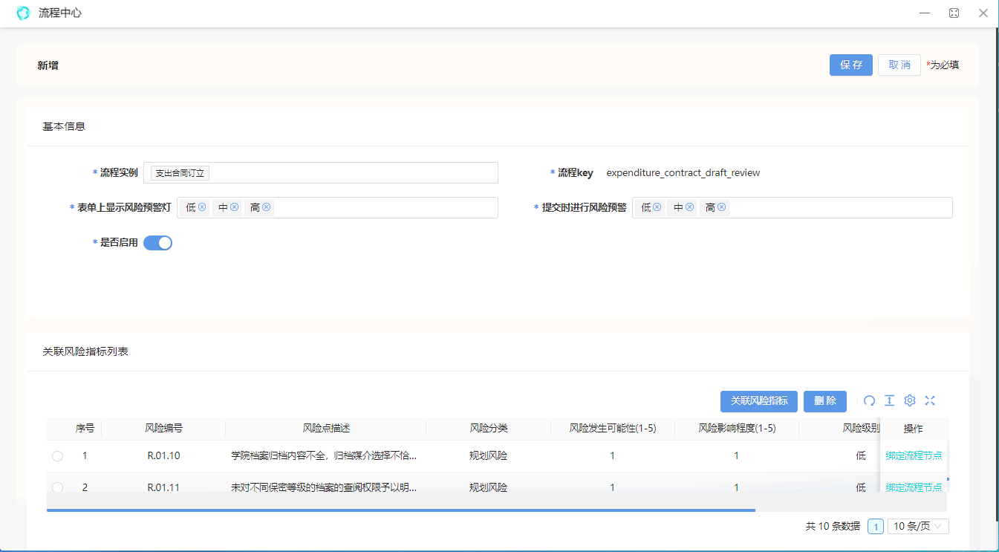 流程中心
新增
保 存 取 消 *为必填
基本信息
* 流程实例 支出合同订立 * 流程key expenditure_contract_draft_review
* 表单上显示风险预警灯 低 中 高 * 提交时进行风险预警 低 中 高
* 是否启用
关联风险指标列表
关联风险指标 删 除
序号 风险编号 风险点描述 风险分类 风险发生可能性(1-5) 风险影响程度(1-5) 风险级别 操作
1 R.01.10 学院档案归档内容不全，归档媒介选择不恰... 规划风险 1 1 低 绑定流程节点
2 R.01.11 未对不同保密等级的档案的查阅权限予以明... 规划风险 1 1 低 绑定流程节点
共 10 条数据 1 10 条/页